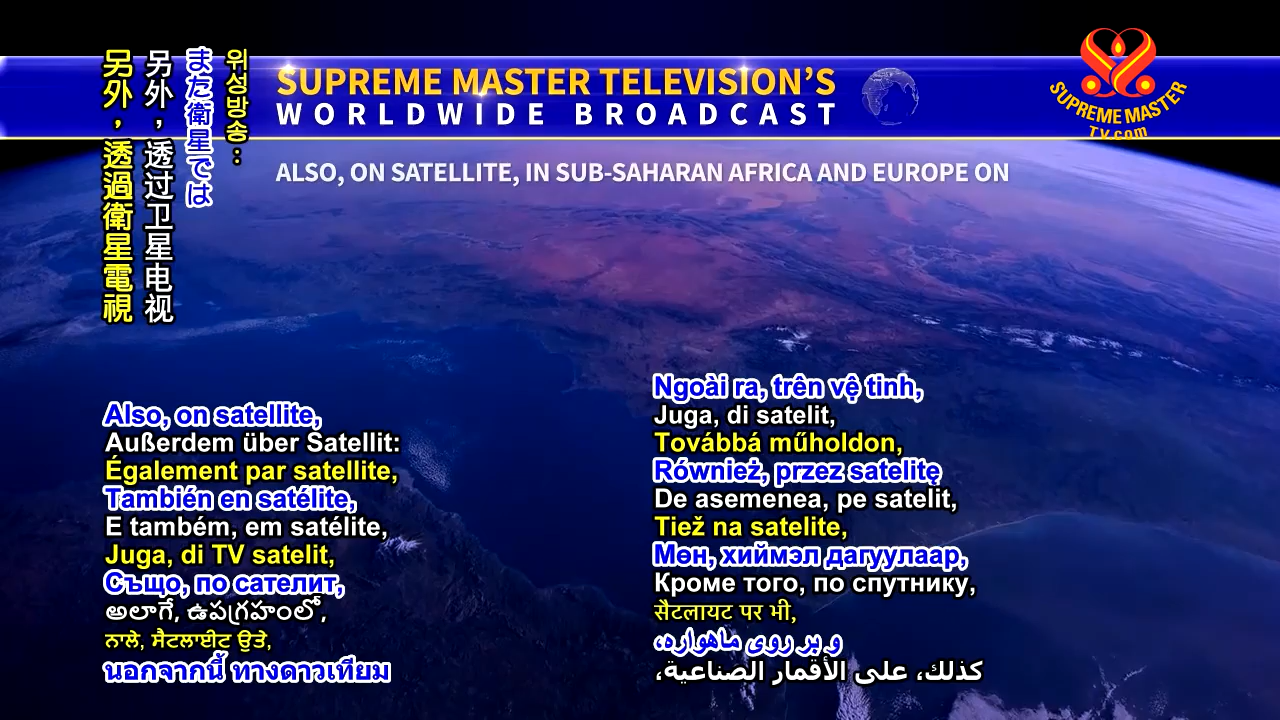 SUPREME MASTER TELEVISION'S
WORLDWIDE BROADCAST
SUPREME MASTER
TV.com
ALSO, ON SATELLITE, IN SUB-SAHARAN AFRICA AND EUROPE ON
위성방송:
また衛星では
另外，透过卫星电视
另外，透過衛星電視
Also, on satellite,
Außerdem über Satellit:
Également par satellite,
También en satélite,
E também, em satélite,
Juga, di TV satelit,
Също, по сателит,
అలాగే, ఉపగ్రహంలో,
ਨਾਲੇ, ਸੈਟਲਾਈਟ ਉਤੇ,
นอกจากนี้ ทางดาวเทียม
Ngoài ra, trên vệ tinh,
Juga, di satelit,
Továbbá műholdon,
Również, przez satelitę
De asemenea, pe satelit,
Tiež na satelite,
Мөн, хиймэл дагуулаар,
Кроме того, по спутнику,
सैटलायट पर भी,
و بر روی ماهواره،
كذلك، على الأقمار الصناعية،